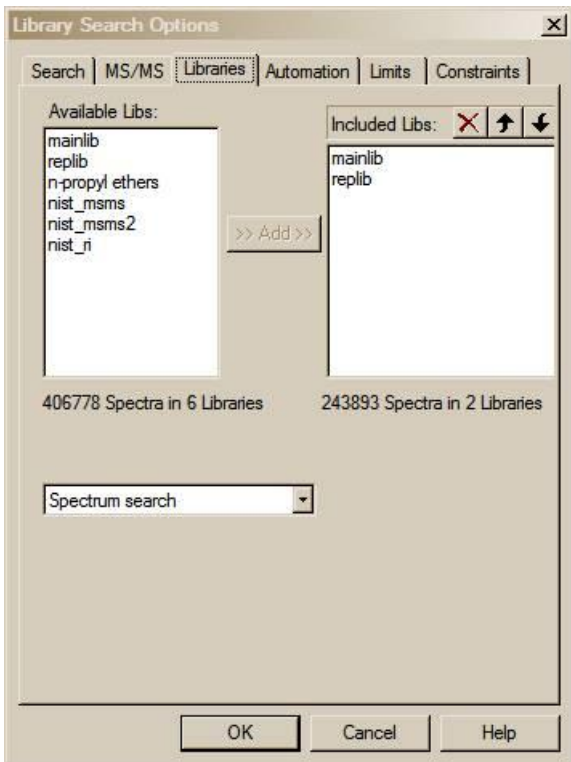 Library Search Options
Search MS/MS Libraries Automation Limits Constraints
Available Libs:
mainlib
replib
n-propyl ethers
nist_msms
nist_msms2
nist_ri
>> Add >>
Included Libs:
mainlib
replib
406778 Spectra in 6 Libraries
243893 Spectra in 2 Libraries
Spectrum search
OK Cancel Help